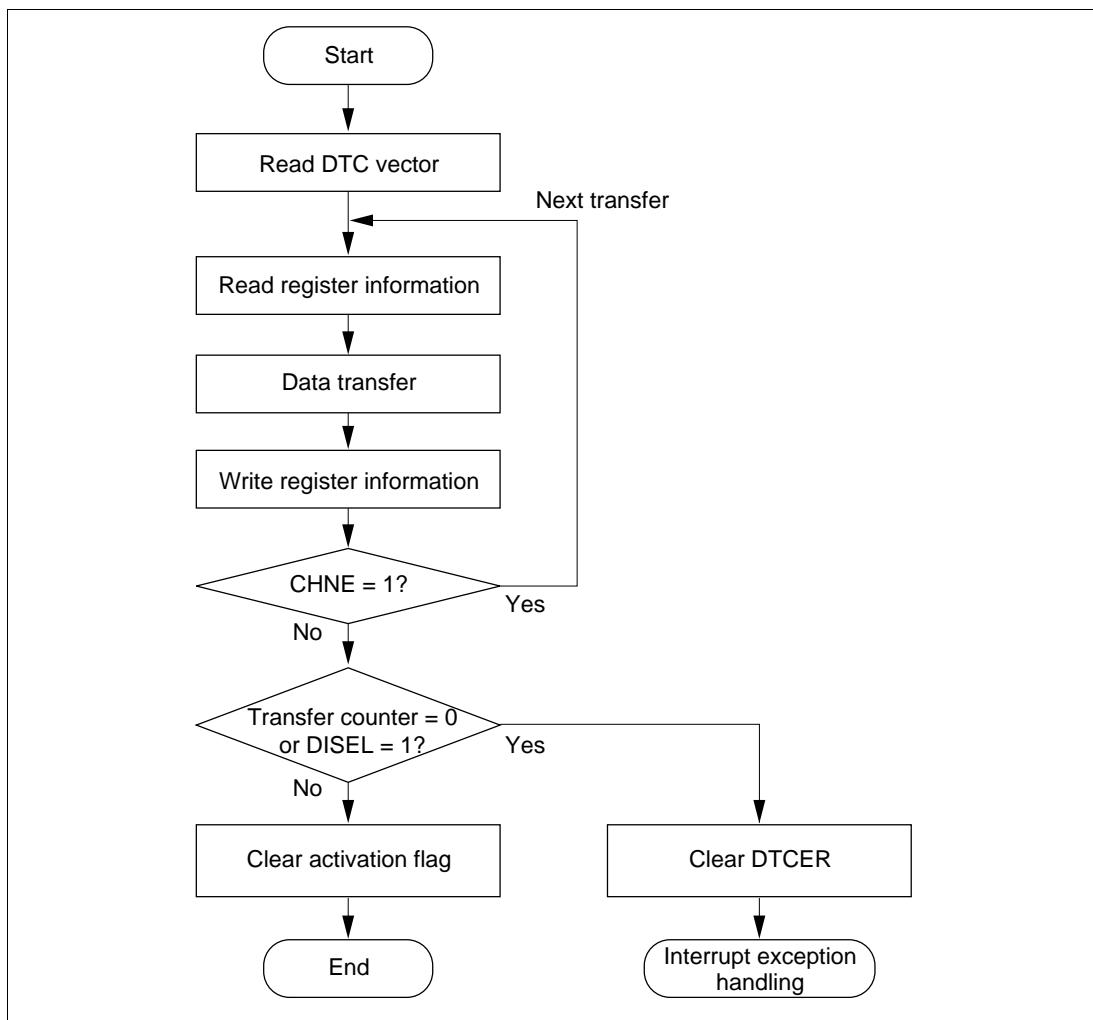 Start
Read DTC vector
Next transfer
Read register information
Data transfer
Write register information
CHNE = 1?
Yes
No
Transfer counter = 0
or DISEL = 1?
Yes
No
Clear activation flag
Clear DTCER
End
Interrupt exception
handling